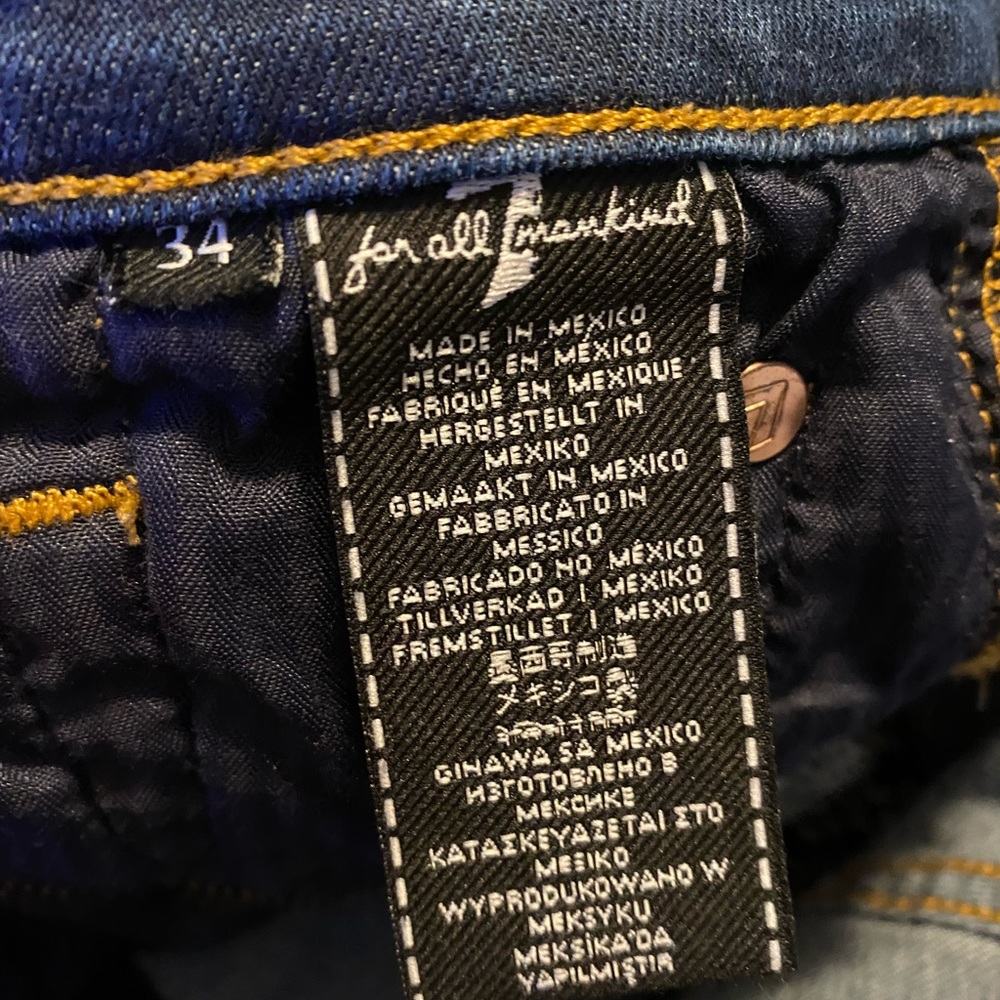 34
7
for all mankind
MADE IN MEXICO
HECHO EN MÉXICO
FABRIQUÉ EN MEXIQUE
HERGESTELLT IN
MEXIKO
GEMAAKT IN MEXICO
FABBRICATO IN
MESSICO
FABRICADO NO MÉXICO
TILLVERKAD I MEXIKO
FREMSTILLET I MEXICO
墨西哥制造
メキシコ製
GINAWA SA MEXICO
ИЗГОТОВЛЕНО В
МЕКСИКЕ
ΚΑΤΑΣΚΕΥΑΖΕΤΑΙ ΣΤΟ
ΜΕΞΙΚΟ
WYPRODUKOWANO W
MEKSYKU
MEKSİKA'DA
YAPILMIŞTIR